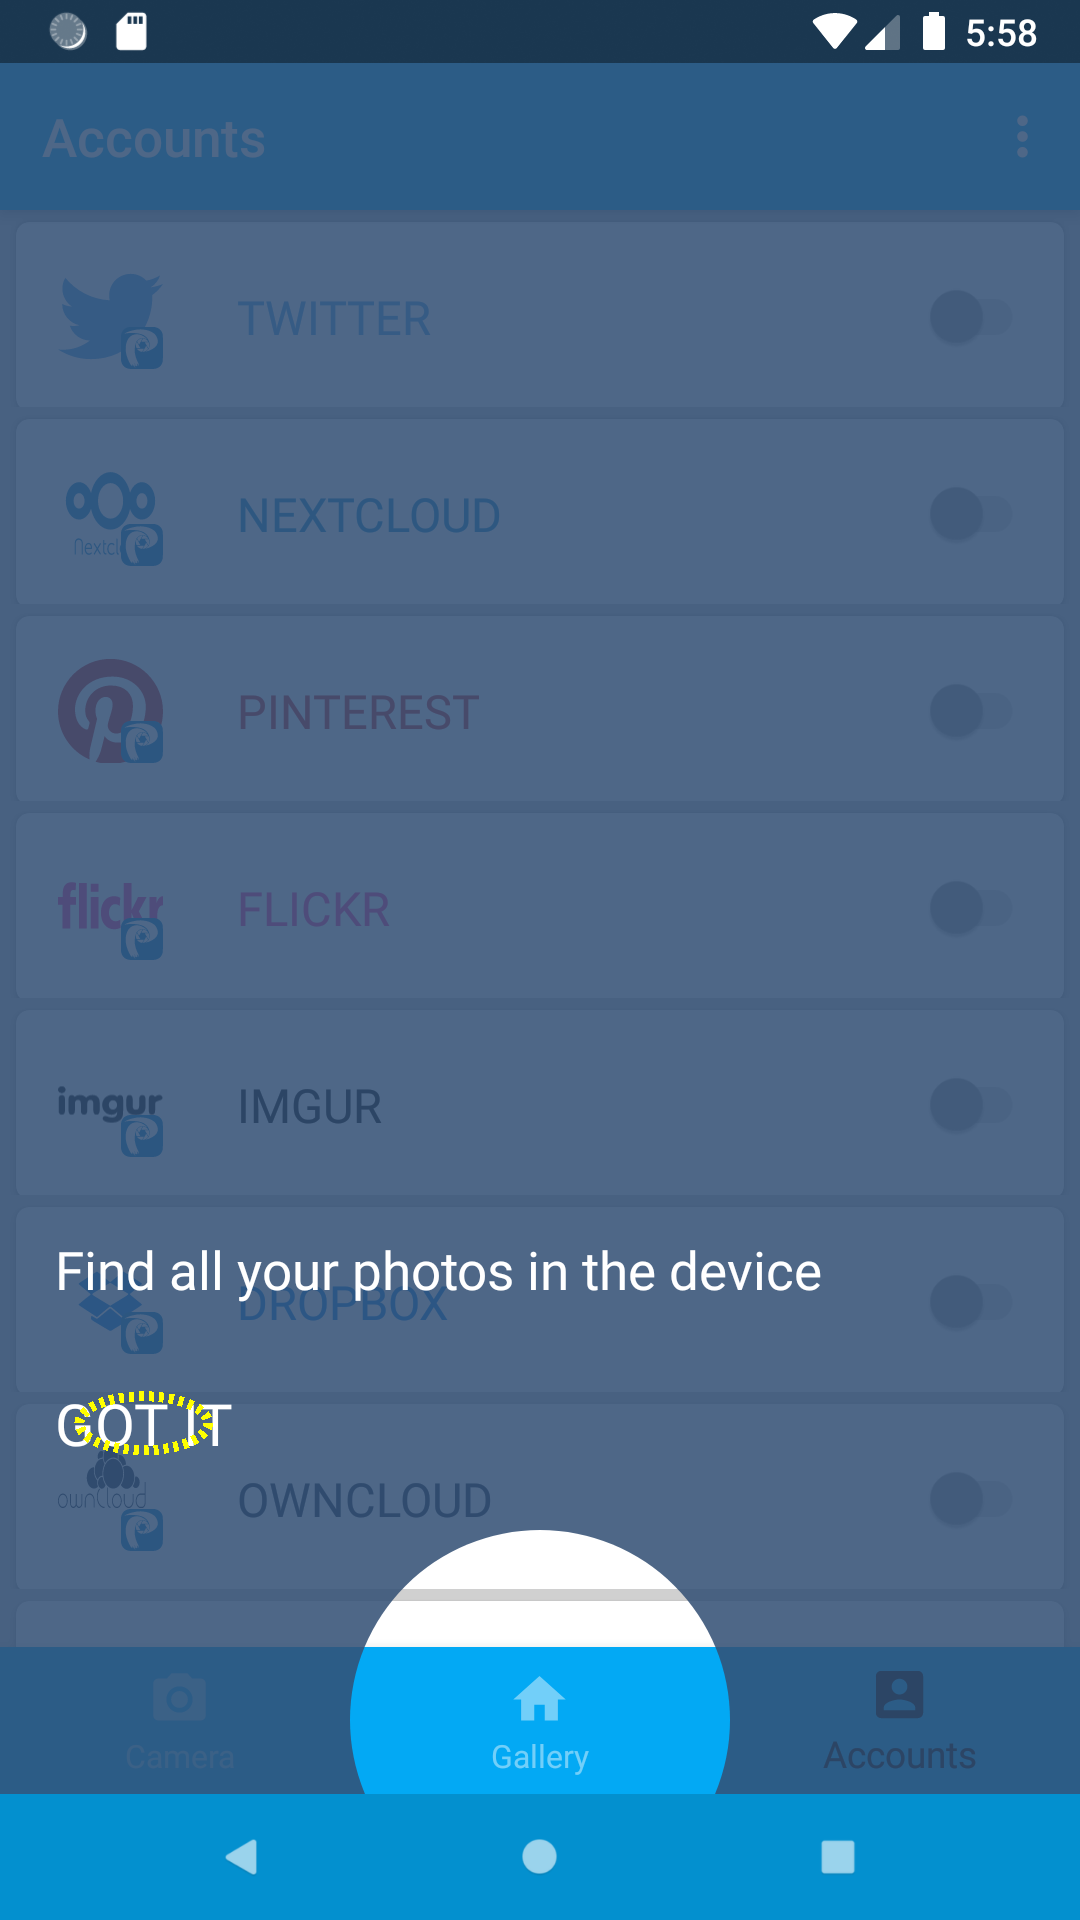 5:58
Accounts
TWITTER
NEXTCLOUD
Nextcl
PINTEREST
flickr
FLICKR
imgur
IMGUR
Find all your photos in the device
DROPBOX
GOT IT
ownCloud
OWNCLOUD
Camera
Gallery
Accounts